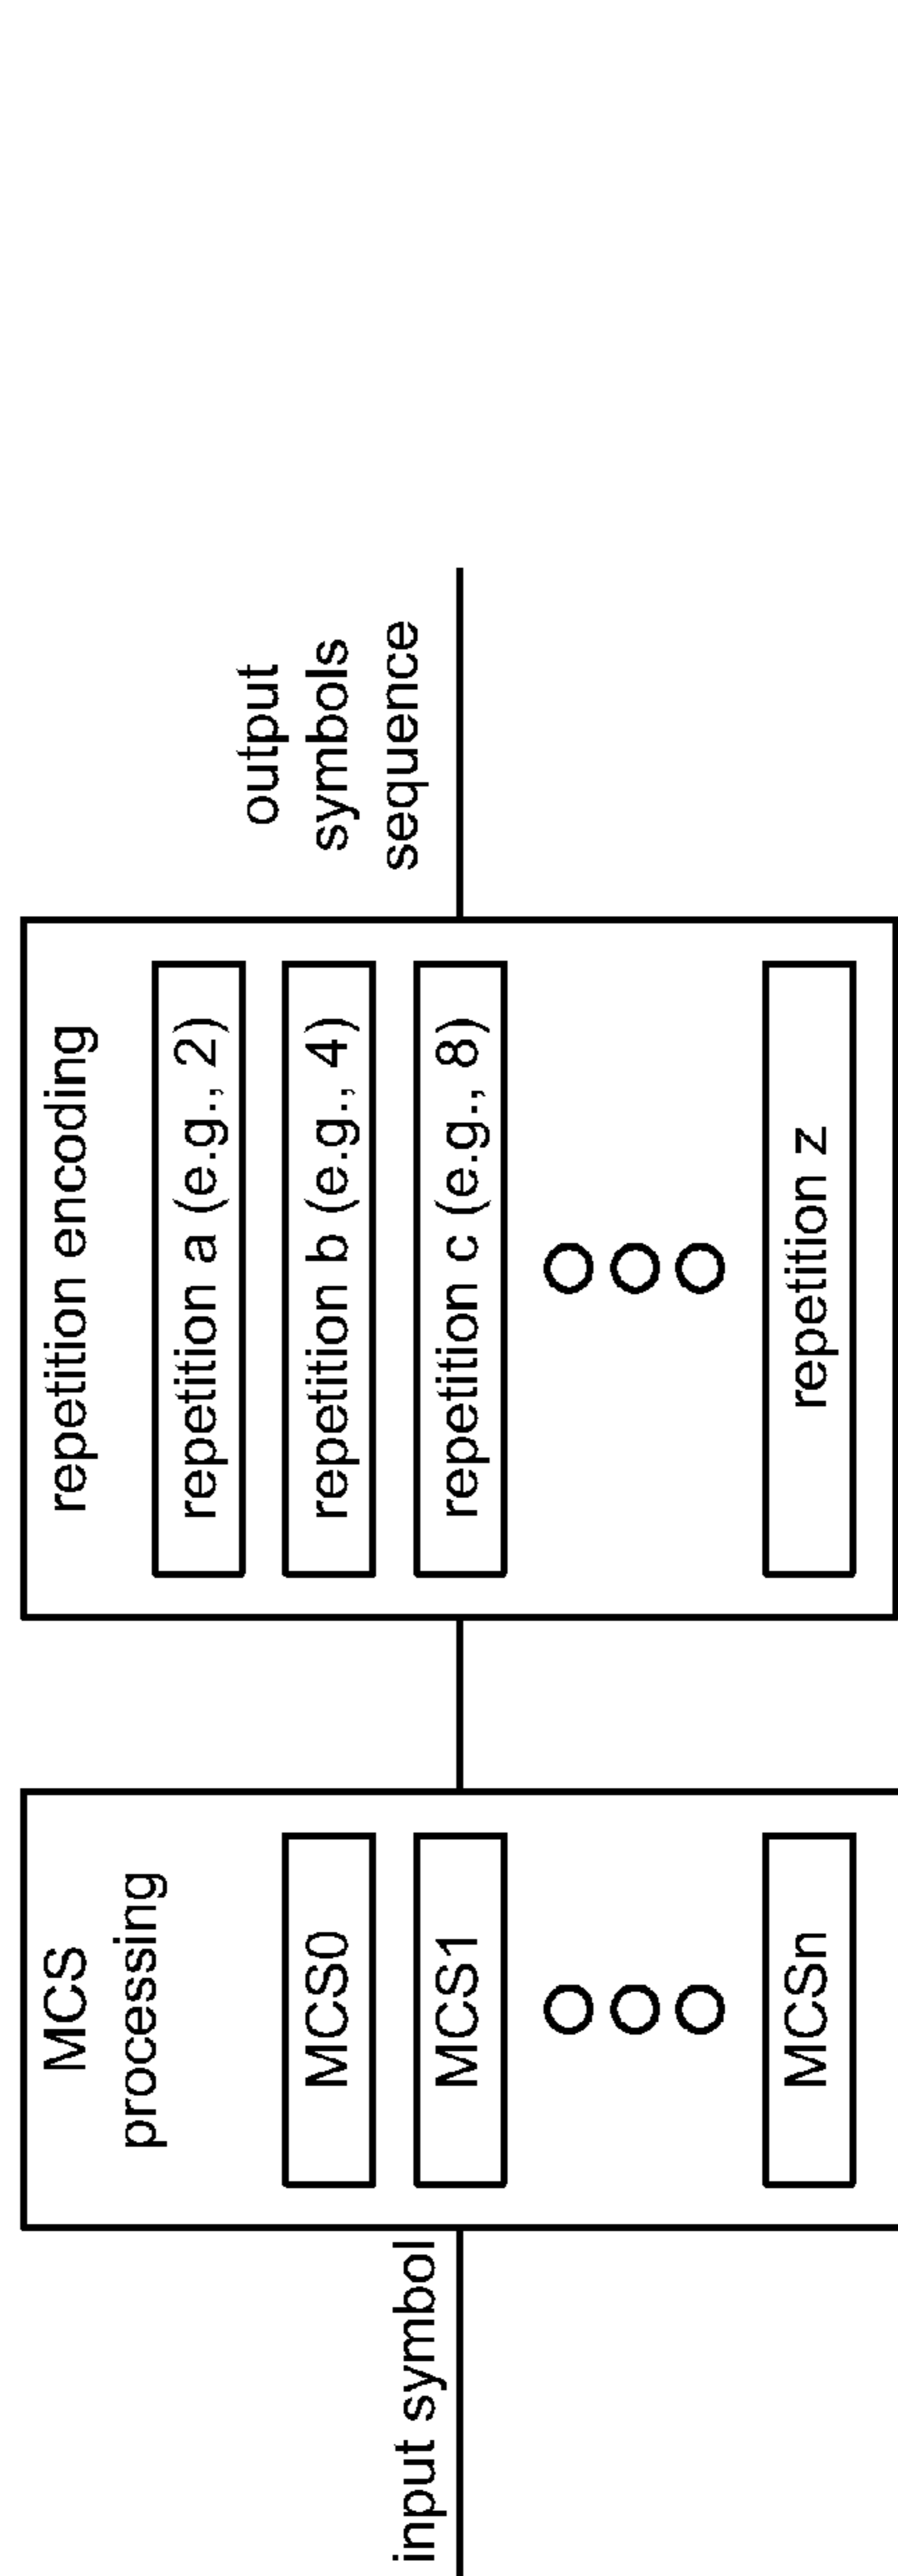 input symbol
MCS
processing
MCS0
MCS1
MCSn
repetition encoding
repetition a (e.g., 2)
repetition b (e.g., 4)
repetition c (e.g., 8)
repetition z
output
symbols
sequence